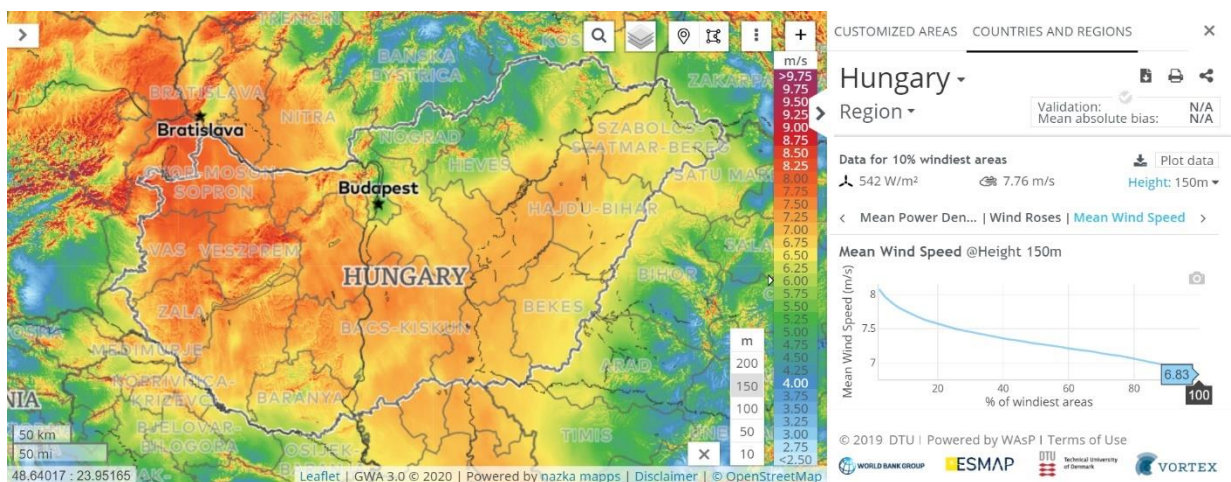 TRENCIN
KOS
BANSKA
BYSTRICA
ZAKARPA
BRATISLAVA
Bratislava
NITRA
NOGRAD
SZABOLCS-
SZATMAR-BEREG
HEVES
SATU MAR
GYOR-MOSON-
SOPRON
Budapest
HAJDU-BIHAR
VAS VESZPREM
SALA
HUNGARY
BIHOR
ZALA
BEKES
BACS-KISKUN
MEDIMURJE
ARAD
KOPRIVNICA-
KRIZEVC
BARANYA
NIA
BJELOVAR-
BILOGORA
OSIJEK-
TIMIS
50 km
50 mi
48.64017 : 23.95165
+
m/s
>9.75
9.75
9.50
9.25
9.00
8.75
8.50
8.25
8.00
7.75
7.50
7.25
7.00
6.75
6.50
6.25
6.00
5.75
5.50
5.25
5.00
4.75
4.50
4.25
4.00
3.75
3.50
3.25
3.00
2.75
<2.50
m
200
150
100
50
10
Leaflet | GWA 3.0 © 2020 | Powered by nazka mapps | Disclaimer | © OpenStreetMap
CUSTOMIZED AREAS COUNTRIES AND REGIONS
Hungary
Region
Validation: N/A
Mean absolute bias: N/A
Data for 10% windiest areas
Plot data
542 W/m² 7.76 m/s
Height: 150m
< Mean Power Den... | Wind Roses | Mean Wind Speed >
Mean Wind Speed @Height 150m
Mean Wind Speed (m/s)
8
7.5
7
6.83
20 40 60 80 100
% of windiest areas
© 2019 DTU | Powered by WAsP I Terms of Use
WORLD BANK GROUP
ESMAP
DTU
Technical University
of Denmark
VORTEX